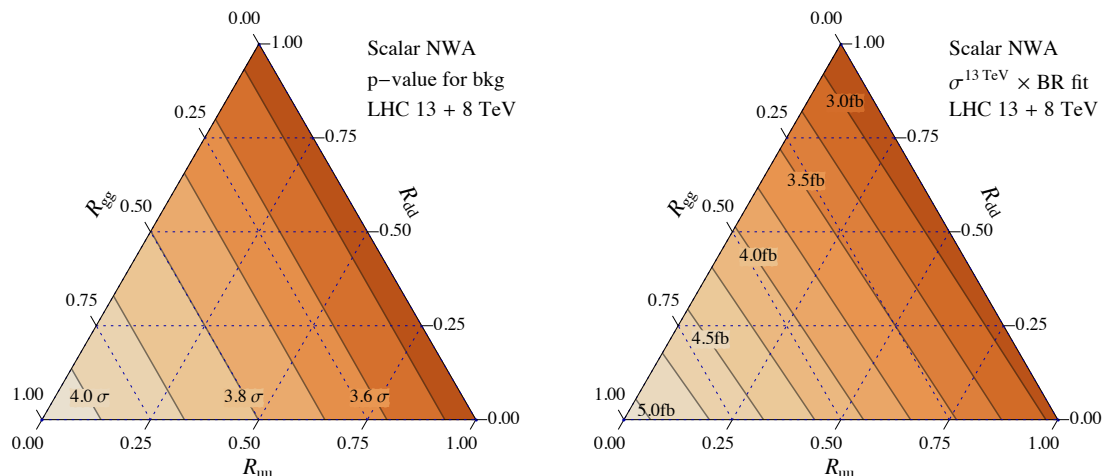 0.00
1.00
Scalar NWA
p−value for bkg
LHC 13 + 8 TeV
0.25
0.75
R_gg
R_dd
0.50
0.50
0.75
0.25
1.00
4.0 σ
3.8 σ
3.6 σ
0.00
0.00
0.25
0.50
0.75
1.00
R_uu
0.00
1.00
Scalar NWA
σ^13 TeV × BR fit
LHC 13 + 8 TeV
3.0fb
0.25
0.75
3.5fb
R_gg
R_dd
0.50
0.50
4.0fb
0.75
0.25
4.5fb
1.00
5.0fb
0.00
0.00
0.25
0.50
0.75
1.00
R_uu